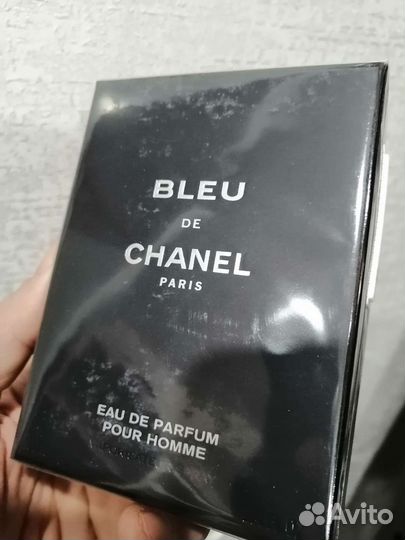 BLEU
DE
CHANEL
PARIS
EAU DE PARFUM
POUR HOMME
Avito